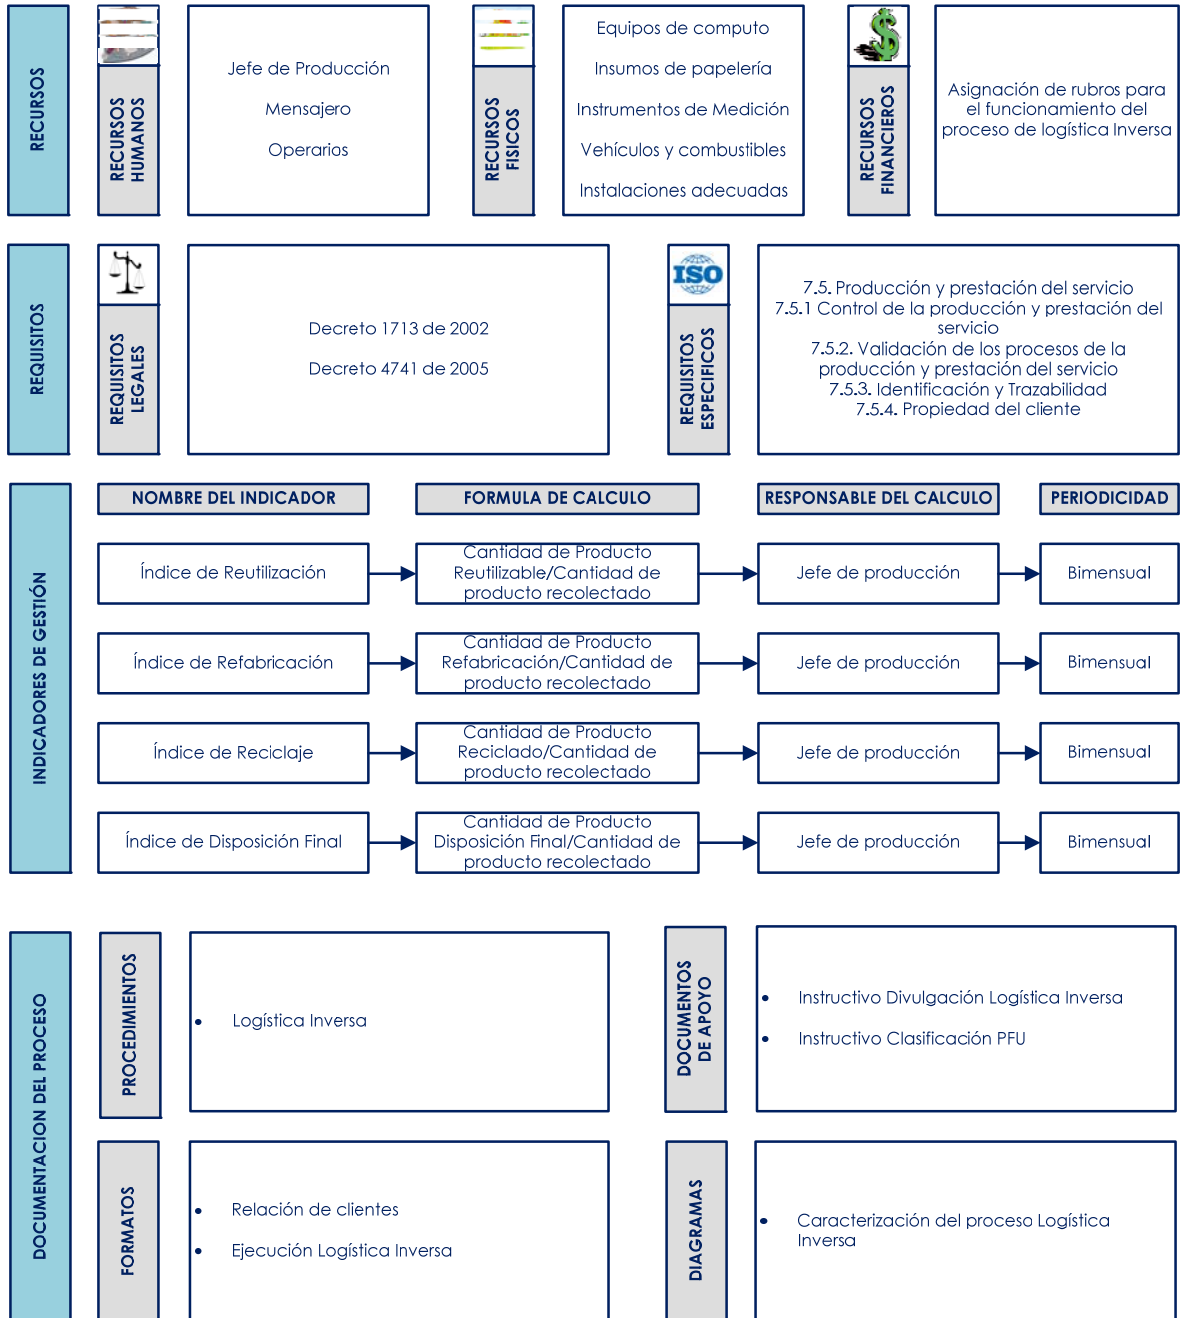 RECURSOS
RECURSOS
HUMANOS
Jefe de Producción
Mensajero
Operarios
RECURSOS
FISICOS
Equipos de computo
Insumos de papelería
Instrumentos de Medición
Vehículos y combustibles
Instalaciones adecuadas
$
RECURSOS
FINANCIEROS
Asignación de rubros para
el funcionamiento del
proceso de logística Inversa
REQUISITOS
REQUISITOS
LEGALES
Decreto 1713 de 2002
Decreto 4741 de 2005
ISO
REQUISITOS
ESPECIFICOS
7.5. Producción y prestación del servicio
7.5.1 Control de la producción y prestación del
servicio
7.5.2. Validación de los procesos de la
producción y prestación del servicio
7.5.3. Identificación y Trazabilidad
7.5.4. Propiedad del cliente
INDICADORES DE GESTIÓN
NOMBRE DEL INDICADOR
FORMULA DE CALCULO
RESPONSABLE DEL CALCULO
PERIODICIDAD
Índice de Reutilización
Cantidad de Producto
Reutilizable/Cantidad de
producto recolectado
Jefe de producción
Bimensual
Índice de Refabricación
Cantidad de Producto
Refabricación/Cantidad de
producto recolectado
Jefe de producción
Bimensual
Índice de Reciclaje
Cantidad de Producto
Reciclado/Cantidad de
producto recolectado
Jefe de producción
Bimensual
Índice de Disposición Final
Cantidad de Producto
Disposición Final/Cantidad de
producto recolectado
Jefe de producción
Bimensual
DOCUMENTACION DEL PROCESO
PROCEDIMIENTOS
• Logística Inversa
DOCUMENTOS
DE APOYO
• Instructivo Divulgación Logística Inversa
• Instructivo Clasificación PFU
FORMATOS
• Relación de clientes
• Ejecución Logística Inversa
DIAGRAMAS
• Caracterización del proceso Logística
Inversa